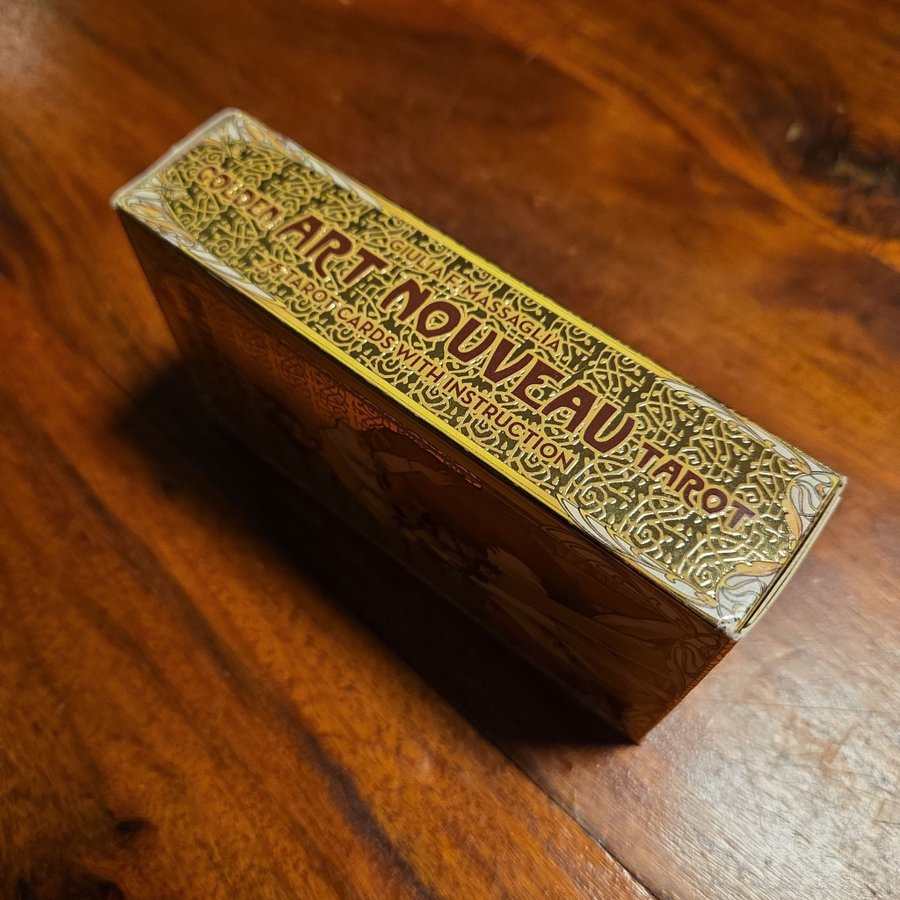 GIULIA F. MASSAGLIA
GOLDEN ART NOUVEAU TAROT
78 TAROT CARDS WITH INSTRUCTION